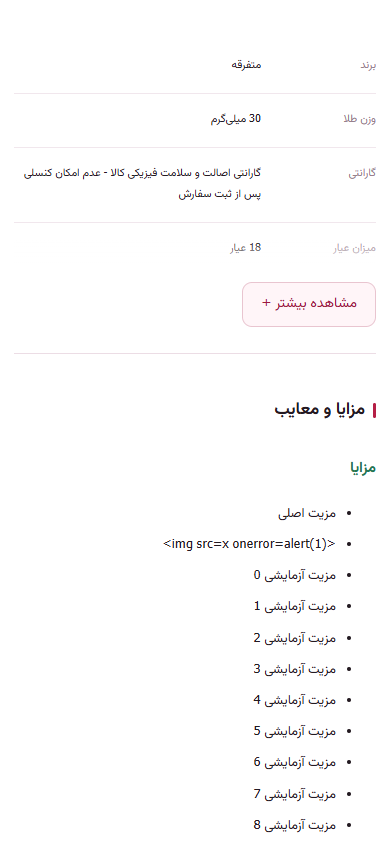 برند متفرقه
وزن طلا 30 میلی‌گرم
گارانتی گارانتی اصالت و سلامت فیزیکی کالا - عدم امکان کنسلی
پس از ثبت سفارش
میزان عیار 18 عیار
مشاهده بیشتر +
مزایا و معایب
مزایا
مزیت اصلی
<img src=x onerror=alert(1)>
مزیت آزمایشی 0
مزیت آزمایشی 1
مزیت آزمایشی 2
مزیت آزمایشی 3
مزیت آزمایشی 4
مزیت آزمایشی 5
مزیت آزمایشی 6
مزیت آزمایشی 7
مزیت آزمایشی 8